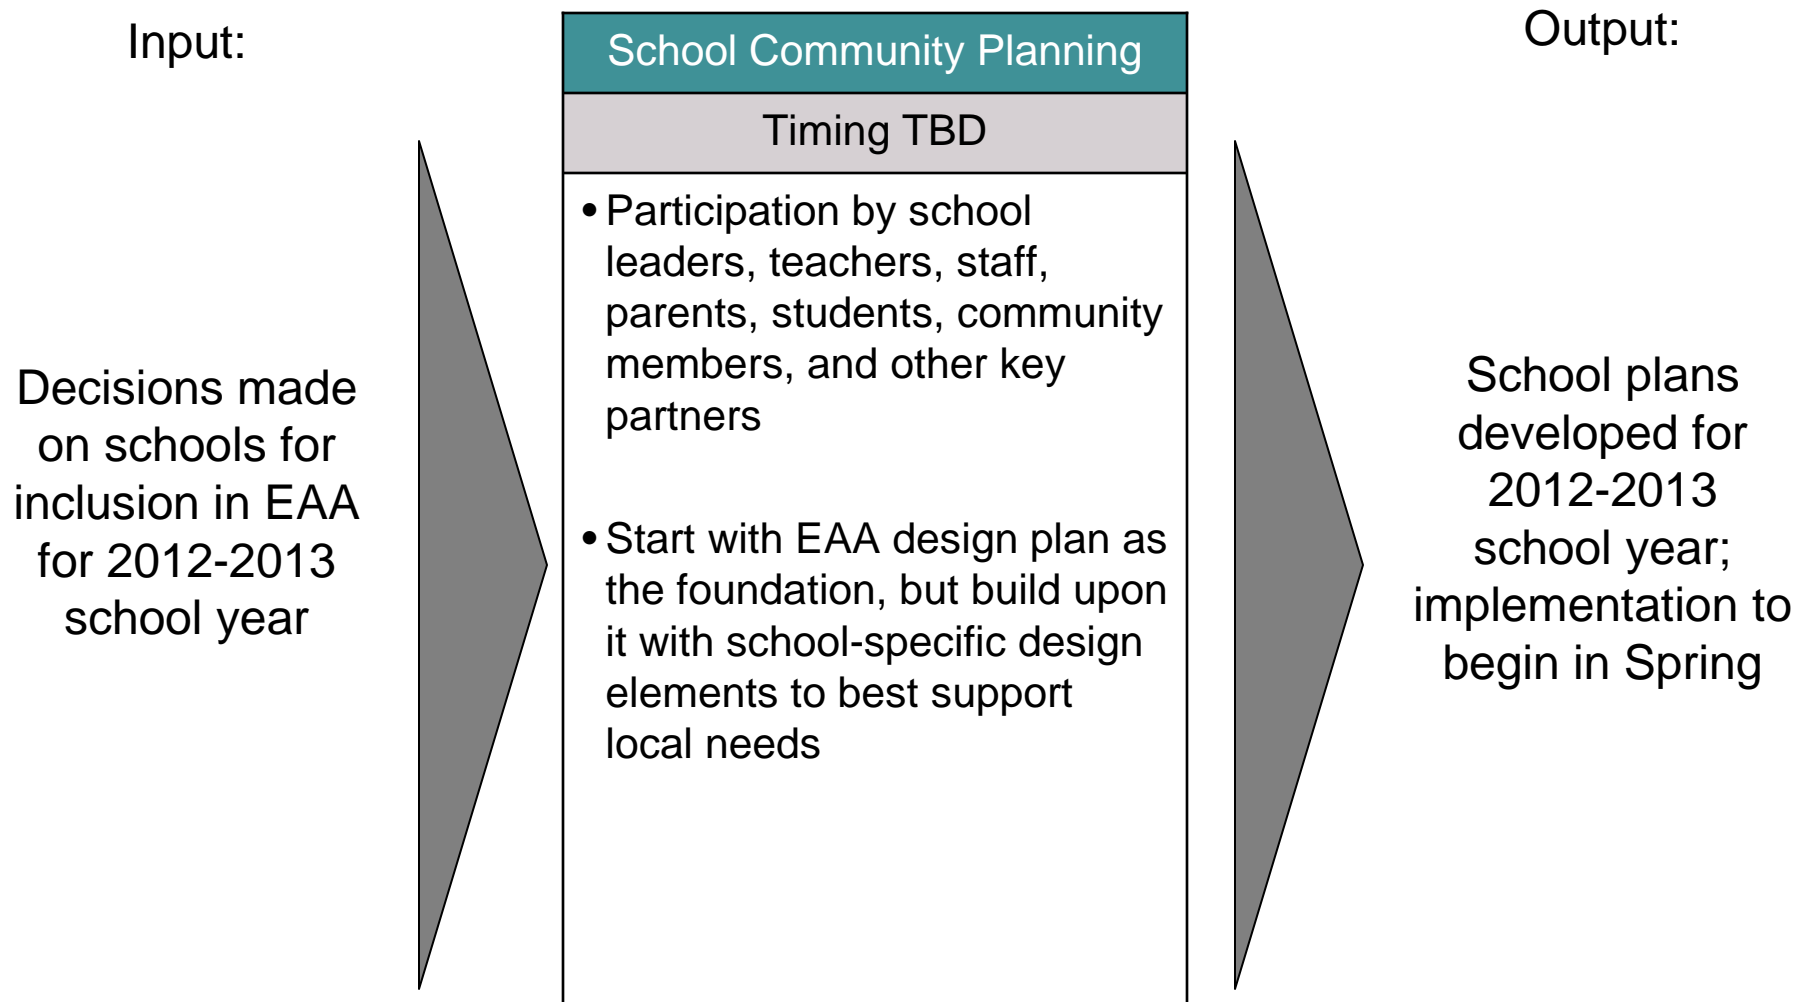 Input:
Decisions made
on schools for
inclusion in EAA
for 2012-2013
school year
School Community Planning
Timing TBD
• Participation by school
leaders, teachers, staff,
parents, students, community
members, and other key
partners
• Start with EAA design plan as
the foundation, but build upon
it with school-specific design
elements to best support
local needs
Output:
School plans
developed for
2012-2013
school year;
implementation to
begin in Spring